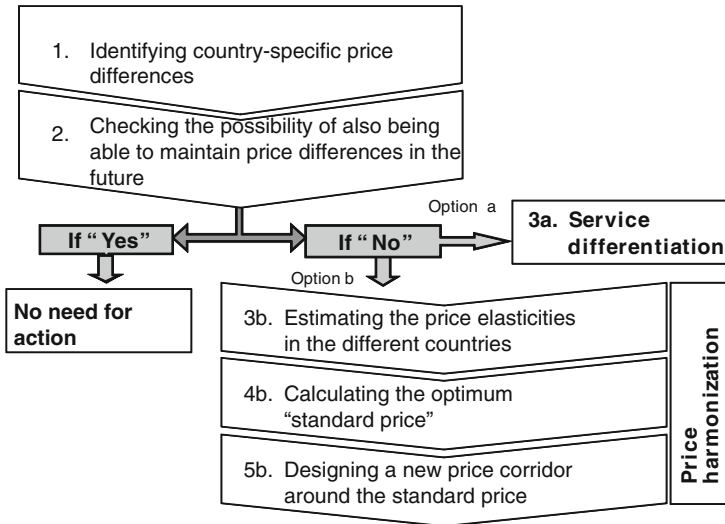 1. Identifying country-specific price
differences
2. Checking the possibility of also being
able to maintain price differences in the
future
Option a
If “ Yes”
If “ No”
3a. Service
differentiation
Option b
No need for
action
3b. Estimating the price elasticities
in the different countries
4b. Calculating the optimum
“standard price”
5b. Designing a new price corridor
around the standard price
Price
harmonization